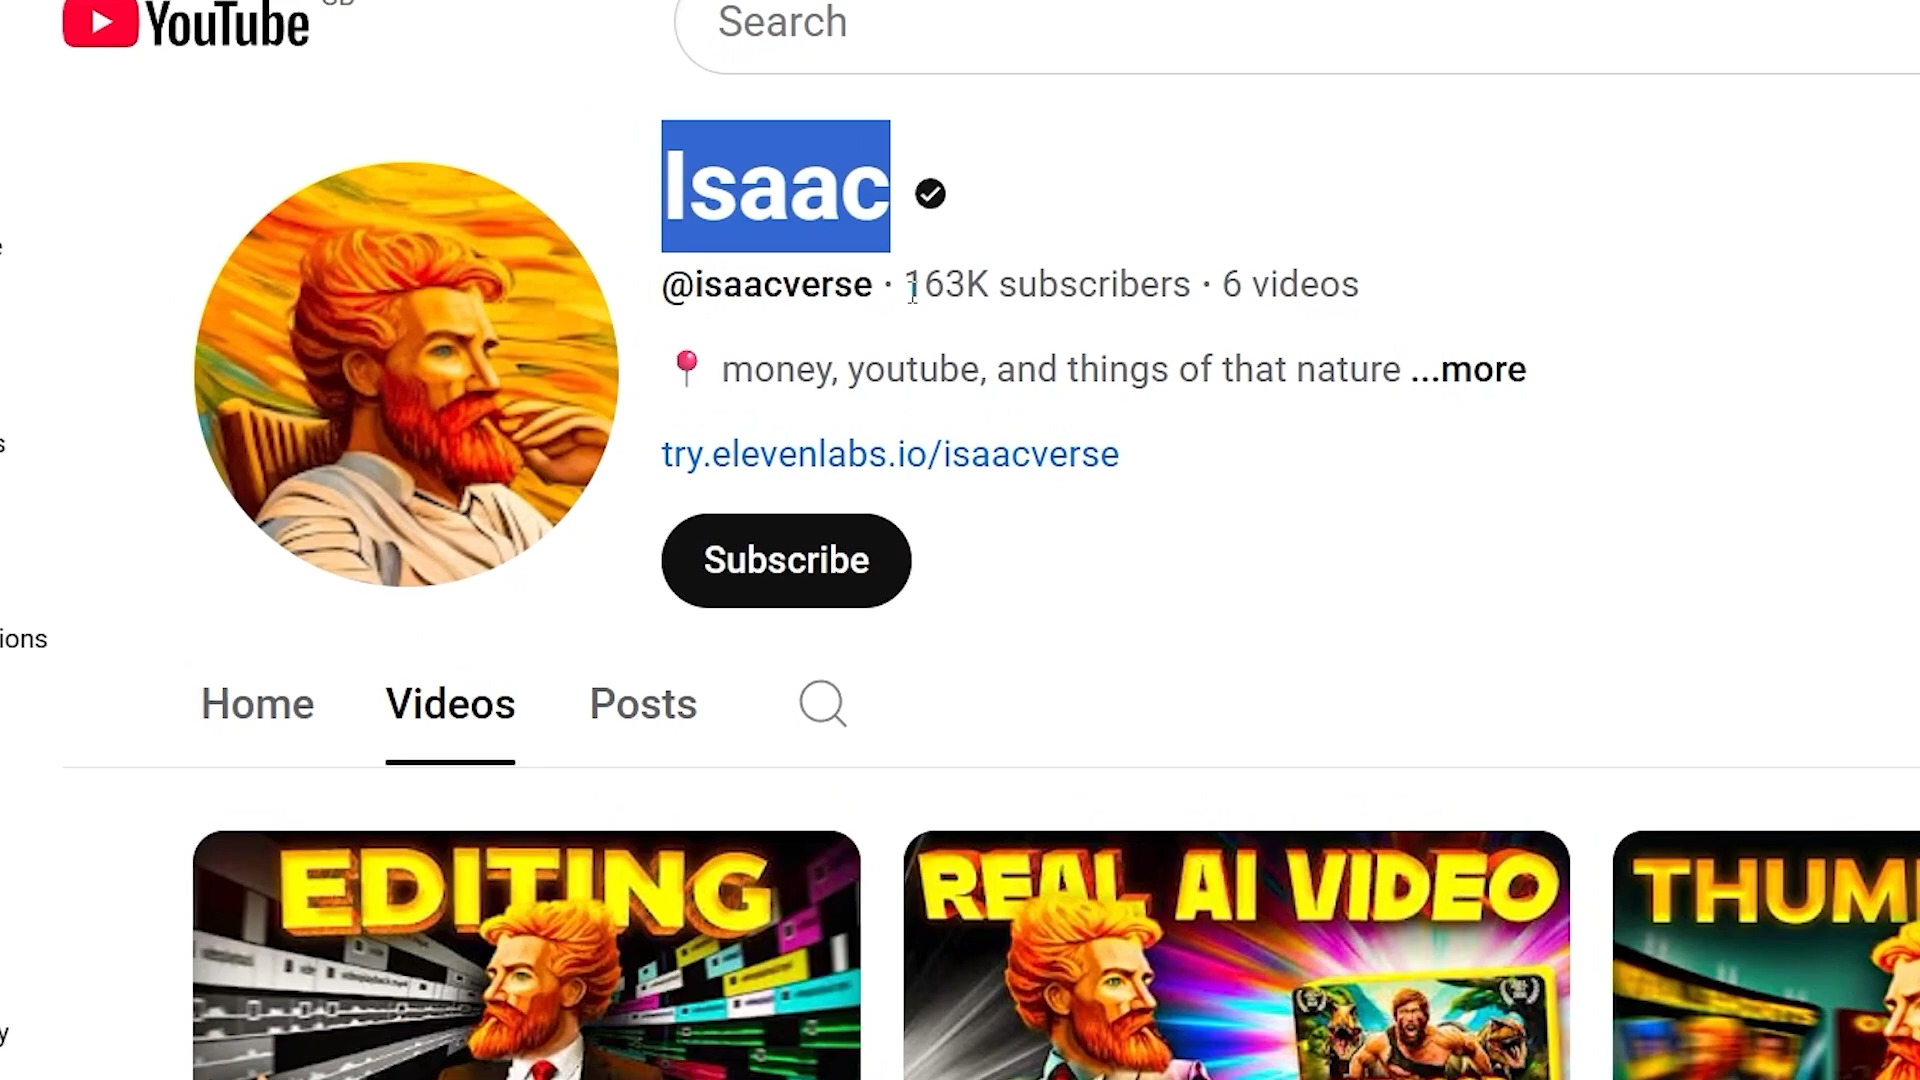 YouTube
Search
Isaac
@isaacverse · 163K subscribers · 6 videos
📍 money, youtube, and things of that nature ...more
try.elevenlabs.io/isaacverse
Subscribe
ions
Home Videos Posts
EDITING
REAL AI VIDEO
THUM